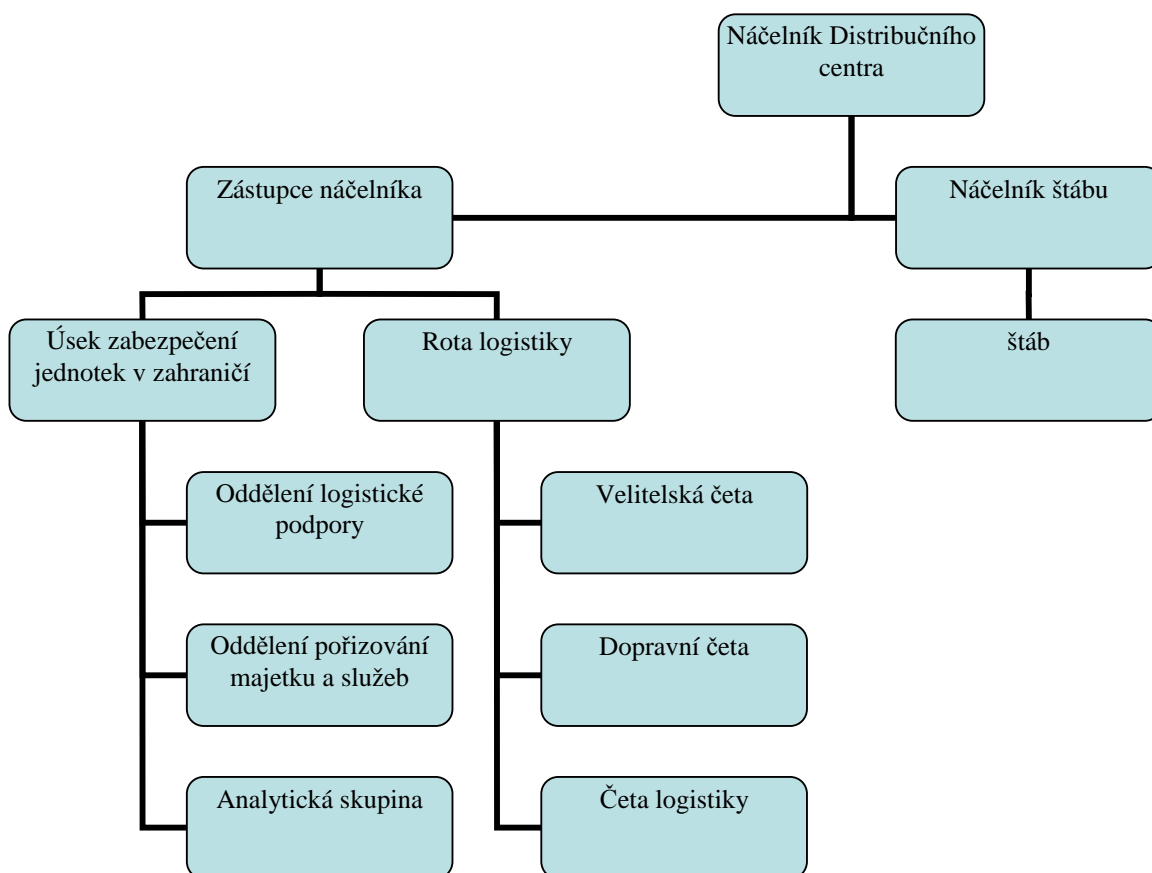 Náčelník Distribučního
centra
Zástupce náčelníka
Náčelník štábu
Úsek zabezpečení
jednotek v zahraničí
Rota logistiky
štáb
Oddělení logistické
podpory
Velitelská četa
Oddělení pořizování
majetku a služeb
Dopravní četa
Analytická skupina
Četa logistiky